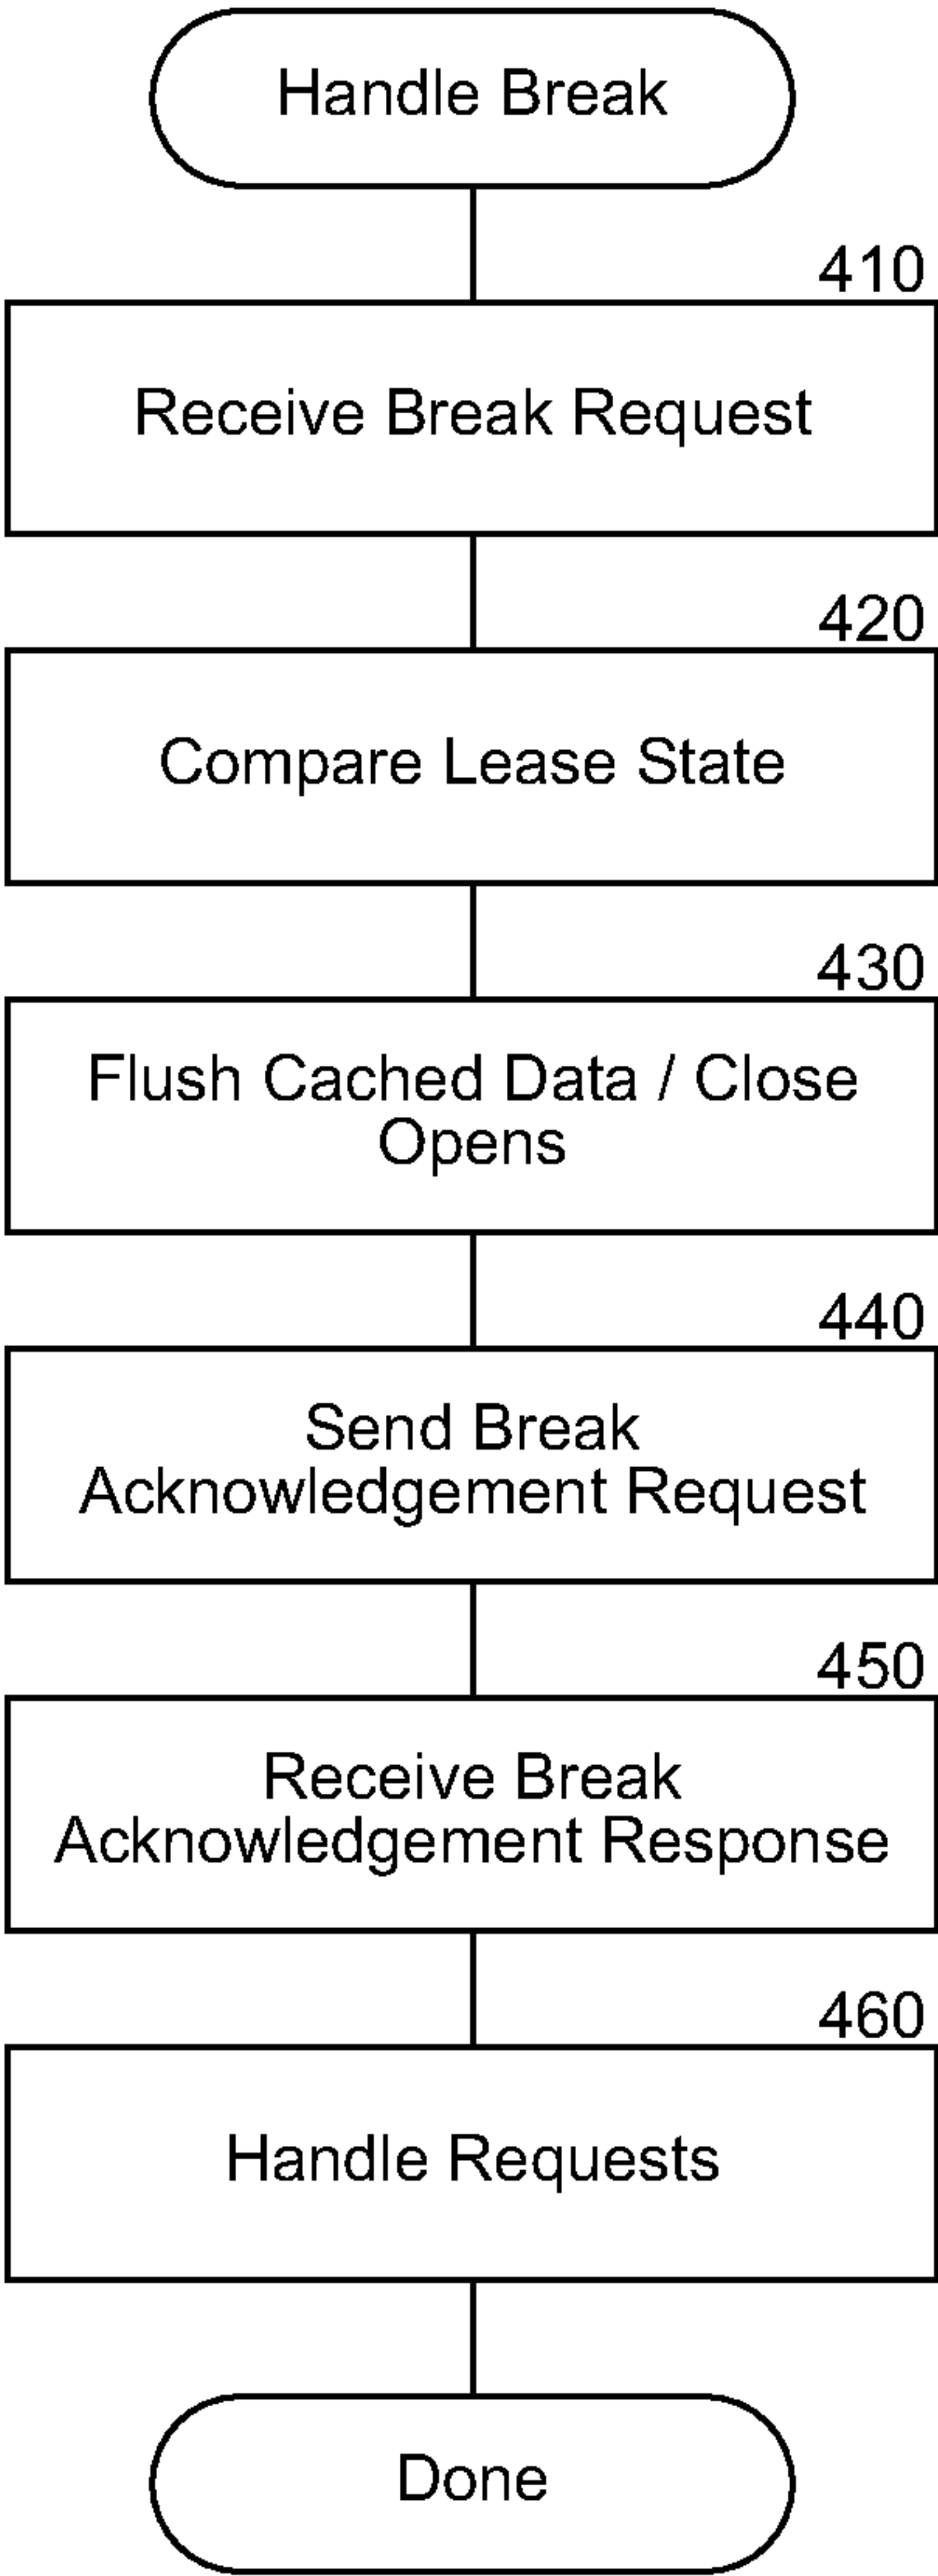 Handle Break
410
Receive Break Request
420
Compare Lease State
430
Flush Cached Data / Close
Opens
440
Send Break
Acknowledgement Request
450
Receive Break
Acknowledgement Response
460
Handle Requests
Done